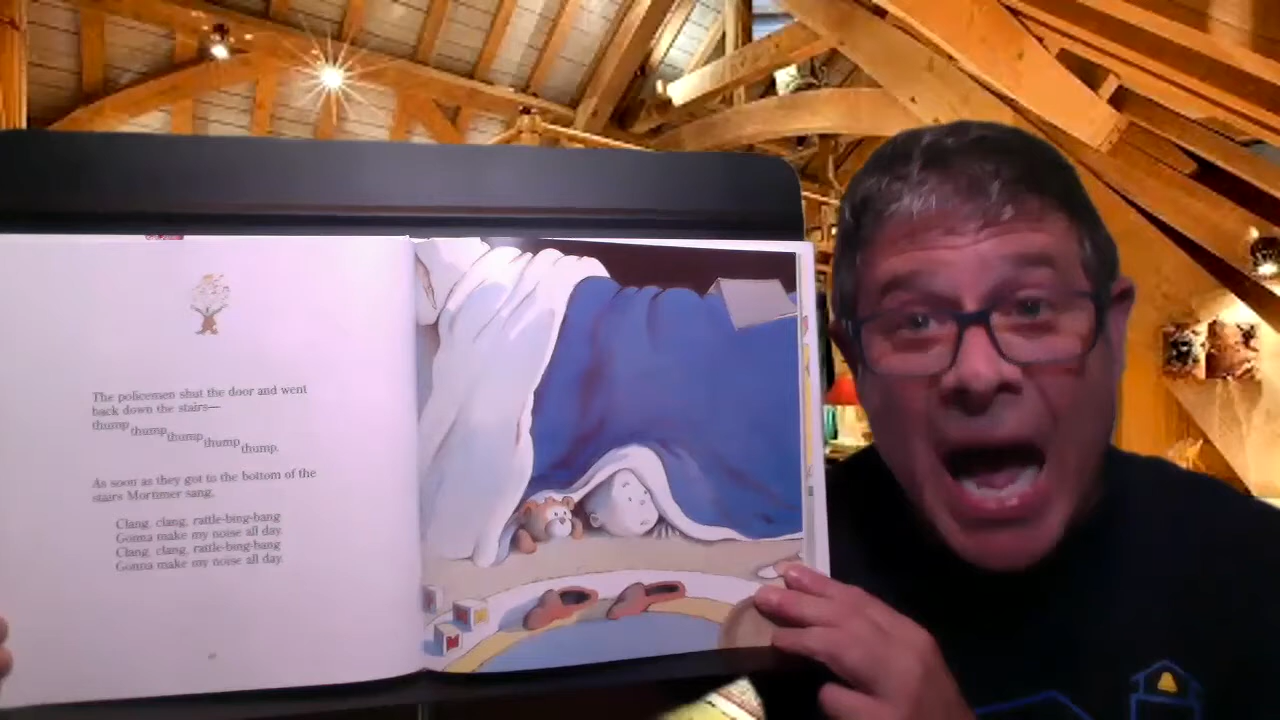 The policemen shut the door and went
back down the stairs—
thump thump thump thump thump.
As soon as they got to the bottom of the
stairs Mortimer sang,
Clang, clang, rattle-bing-bang
Gonna make my noise all day.
Clang, clang, rattle-bing-bang
Gonna make my noise all day.